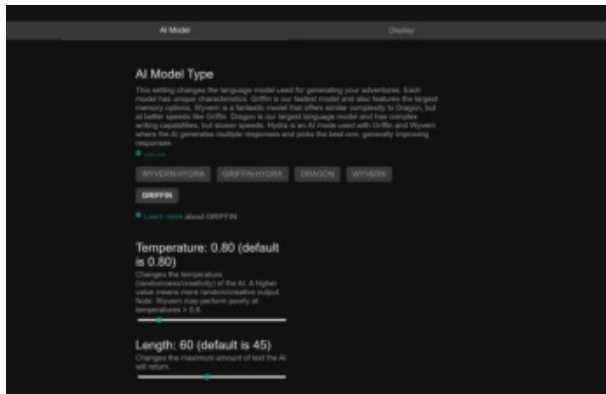 AI Model
Display
AI Model Type
This setting changes the language model used for generating your adventures. Each
model has unique characteristics. Griffin is our fastest model and also features the largest
memory options. Wyvern is a fantastic model that offers similar complexity to Dragon, but
at better speeds like Griffin. Dragon is our largest language model and has complex
writing capabilities, but slower speeds. Hydra is an AI mode used with Griffin and Wyvern
where the AI generates multiple responses and picks the best one, generally improving
responses.
WYVERN-HYDRA
GRIFFIN-HYDRA
DRAGON
WYVERN
GRIFFIN
Learn more about GRIFFIN
Temperature: 0.80 (default
is 0.80)
Changes the temperature
(randomness/creativity) of the AI. A higher
value means more random/creative output.
Note: Wyvern may perform poorly at
temperatures > 0.8.
Length: 60 (default is 45)
Changes the maximum amount of text the AI
will return.